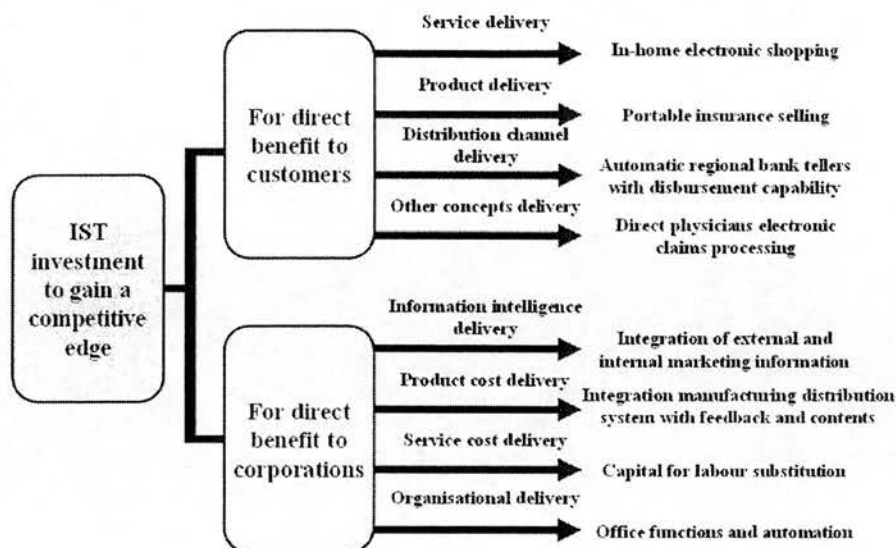 IST
investment
to gain a
competitive
edge
For direct
benefit to
customers
Service delivery
In-home electronic shopping
Product delivery
Portable insurance selling
Distribution channel
delivery
Automatic regional bank tellers
with disbursement capability
Other concepts delivery
Direct physicians electronic
claims processing
For direct
benefit to
corporations
Information intelligence
delivery
Integration of external and
internal marketing information
Product cost delivery
Integration manufacturing distribution
system with feedback and contents
Service cost delivery
Capital for labour substitution
Organisational delivery
Office functions and automation